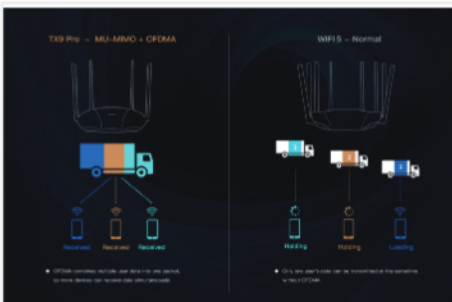 TX9 Pro - MU-MIMO + OFDMA
WIFI 5 - Normal
Received
Received
Received
Holding
Holding
Loading
OFDMA combines multiple user data into one packet,
so more devices can receive data simultaneously.
Only one user's data can be transmitted at the same time
without OFDMA.